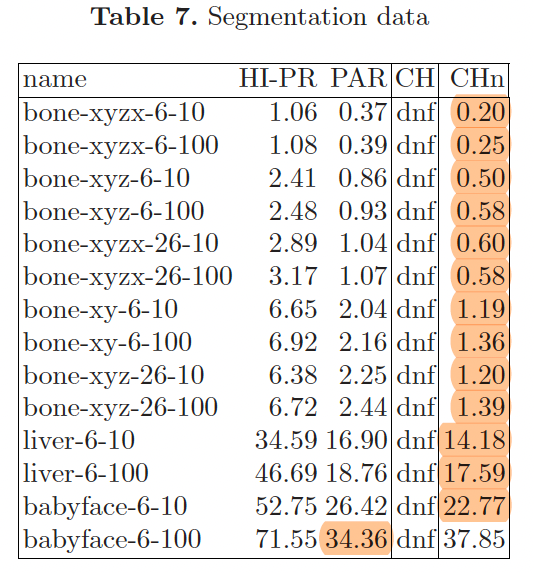 Table 7. Segmentation data
name HI-PR PAR CH CHn
bone-xyzx-6-10 1.06 0.37 dnf 0.20
bone-xyzx-6-100 1.08 0.39 dnf 0.25
bone-xyz-6-10 2.41 0.86 dnf 0.50
bone-xyz-6-100 2.48 0.93 dnf 0.58
bone-xyzx-26-10 2.89 1.04 dnf 0.60
bone-xyzx-26-100 3.17 1.07 dnf 0.58
bone-xy-6-10 6.65 2.04 dnf 1.19
bone-xy-6-100 6.92 2.16 dnf 1.36
bone-xyz-26-10 6.38 2.25 dnf 1.20
bone-xyz-26-100 6.72 2.44 dnf 1.39
liver-6-10 34.59 16.90 dnf 14.18
liver-6-100 46.69 18.76 dnf 17.59
babyface-6-10 52.75 26.42 dnf 22.77
babyface-6-100 71.55 34.36 dnf 37.85